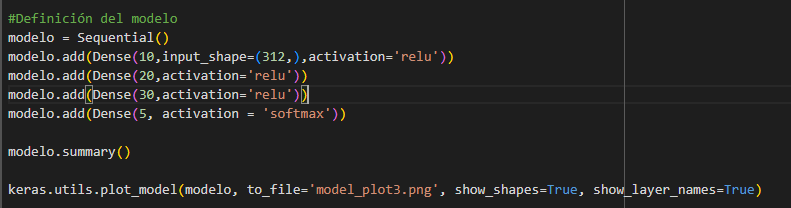 #Definición del modelo
modelo = Sequential()
modelo.add(Dense(10,input_shape=(312,),activation='relu'))
modelo.add(Dense(20,activation='relu'))
modelo.add(Dense(30,activation='relu'))
modelo.add(Dense(5, activation = 'softmax'))
modelo.summary()
keras.utils.plot_model(modelo, to_file='model_plot3.png', show_shapes=True, show_layer_names=True)